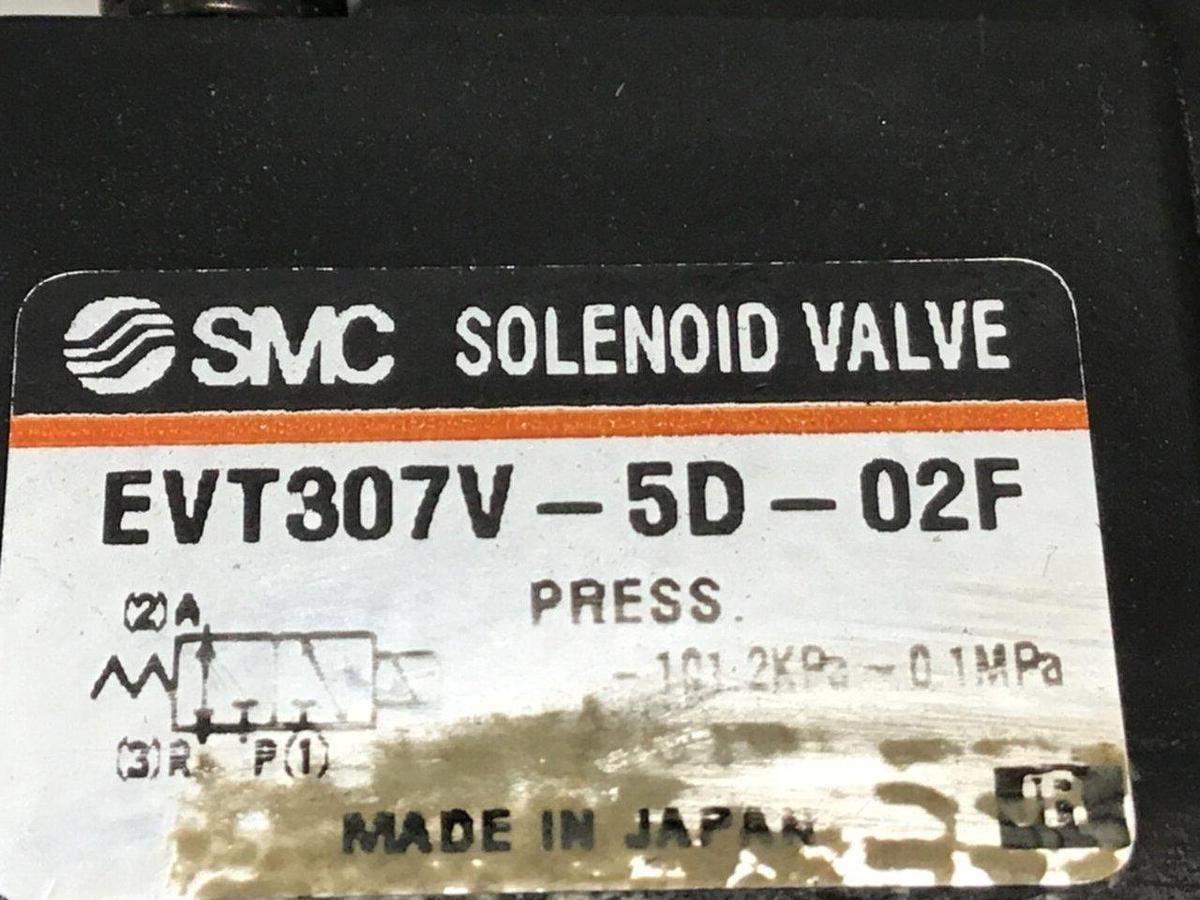 SMC SOLENOID VALVE
EVT307V-5D-02F
PRESS.
-101.2KPa~0.1MPa
(2)A
(3)R P(1)
MADE IN JAPAN